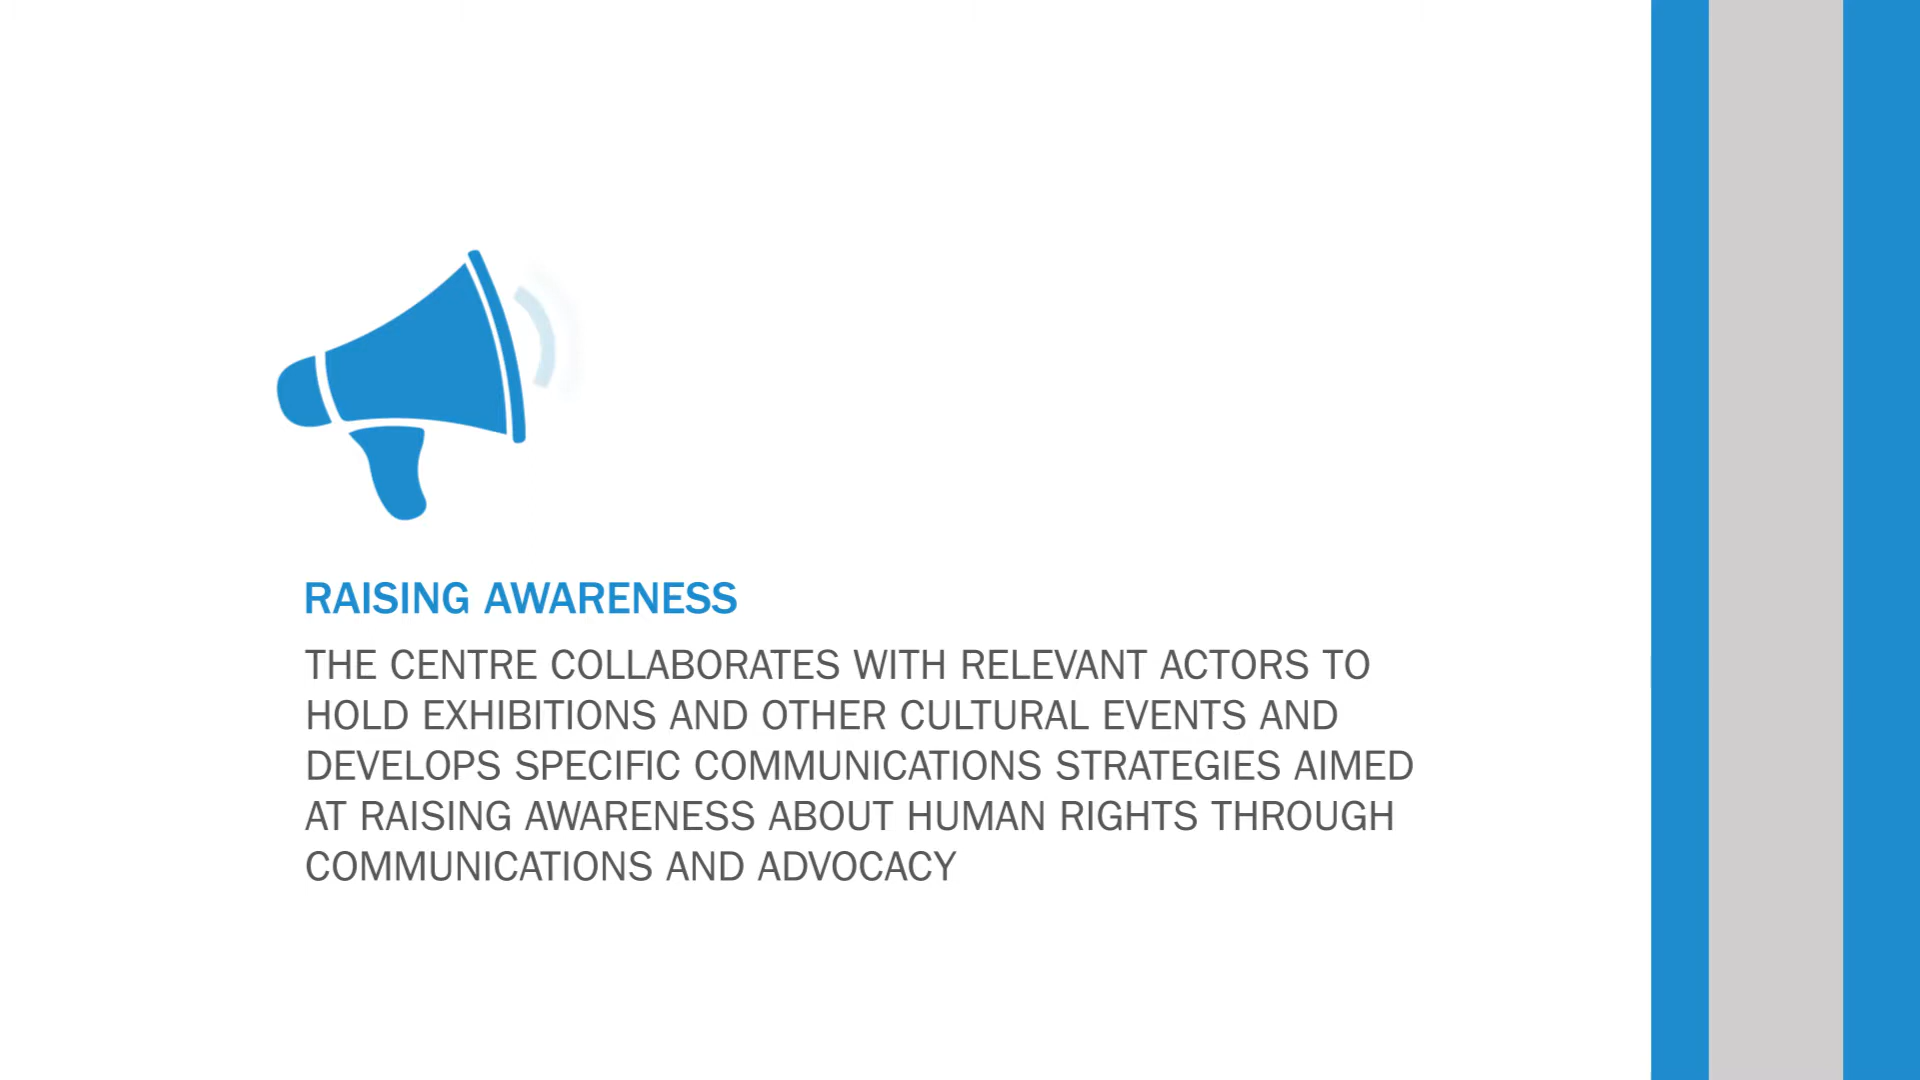 RAISING AWARENESS
THE CENTRE COLLABORATES WITH RELEVANT ACTORS TO
HOLD EXHIBITIONS AND OTHER CULTURAL EVENTS AND
DEVELOPS SPECIFIC COMMUNICATIONS STRATEGIES AIMED
AT RAISING AWARENESS ABOUT HUMAN RIGHTS THROUGH
COMMUNICATIONS AND ADVOCACY